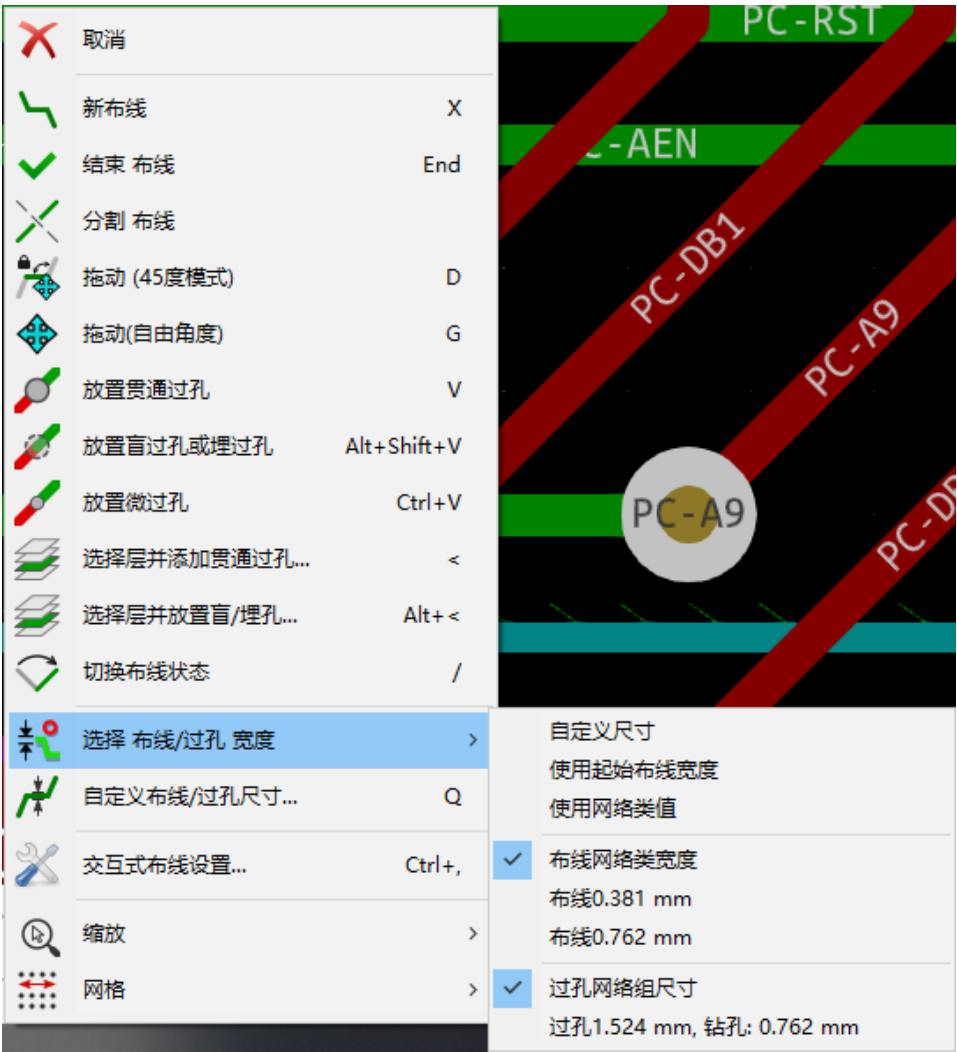 取消
新布线 X
结束 布线 End
分割 布线
拖动 (45度模式) D
拖动(自由角度) G
放置贯通过孔 V
放置盲过孔或埋过孔 Alt+Shift+V
放置微过孔 Ctrl+V
选择层并添加贯通过孔... <
选择层并放置盲/埋孔... Alt+<
切换布线状态 /
选择 布线/过孔 宽度
自定义布线/过孔尺寸... Q
交互式布线设置... Ctrl+,
缩放
网格
自定义尺寸
使用起始布线宽度
使用网络类值
布线网络类宽度
布线0.381 mm
布线0.762 mm
过孔网络组尺寸
过孔1.524 mm, 钻孔: 0.762 mm
PC-RST
-AEN
PC-DB1
PC-A9
PC-A9